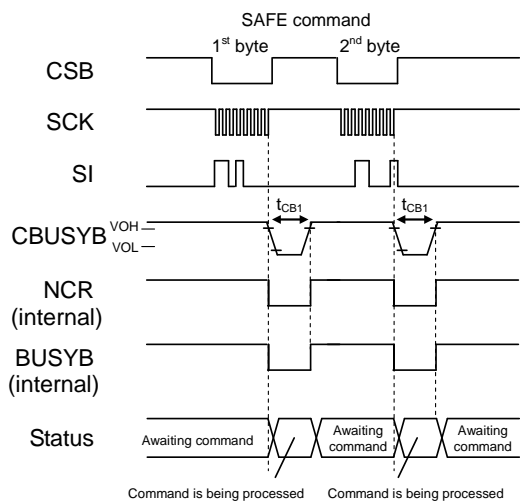 SAFE command
1st byte
2nd byte
CSB
SCK
SI
tCB1
tCB1
CBUSYB
VOH
VOL
NCR
(internal)
BUSYB
(internal)
Status
Awaiting command
Awaiting
command
Awaiting
command
Command is being processed
Command is being processed